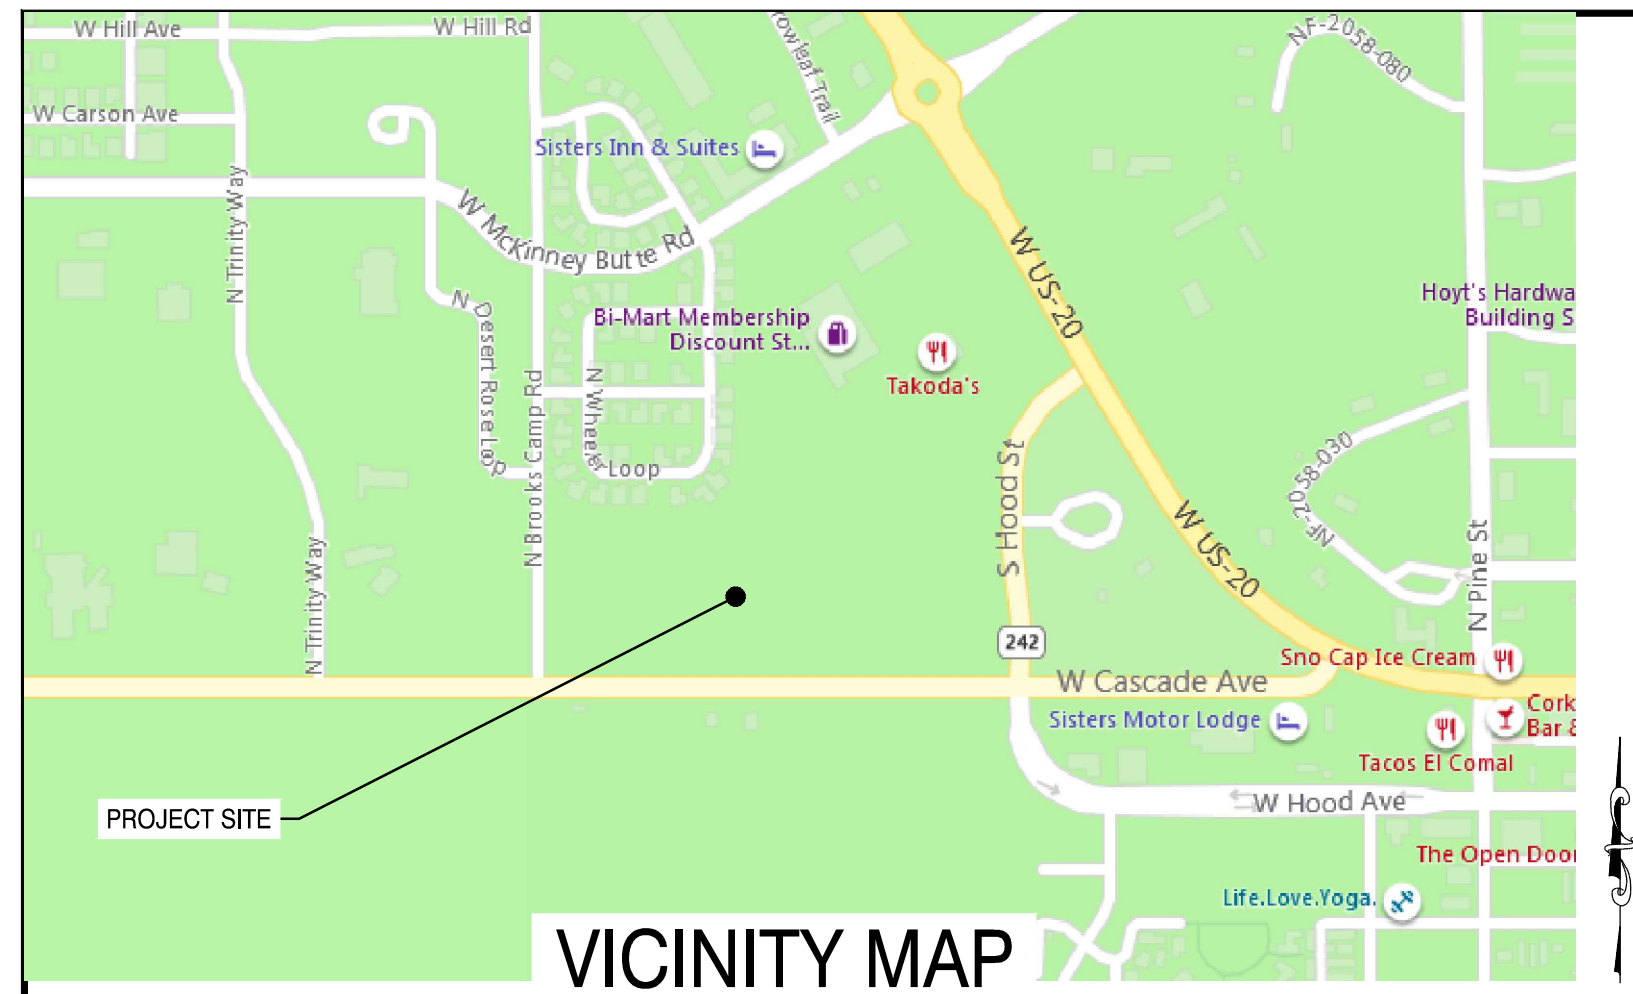 W Hill Ave
W Hill Rd
rowleaf Trail
NF-2058-080
W Carson Ave
Sisters Inn & Suites
N Trinity Way
W McKinney Butte Rd
W US-20
N Desert Rose Loop
Bi-Mart Membership
Discount St...
Hoyt's Hardwa
Building S
Takoda's
N Brooks Camp Rd
N Wheeler Loop
S Hood St
NF-2058-030
W US-20
N Pine St
N Trinity Way
242
W Cascade Ave
Sno Cap Ice Cream
Sisters Motor Lodge
Cork
Bar &
Tacos El Comal
PROJECT SITE
W Hood Ave
The Open Door
Life.Love.Yoga.
VICINITY MAP